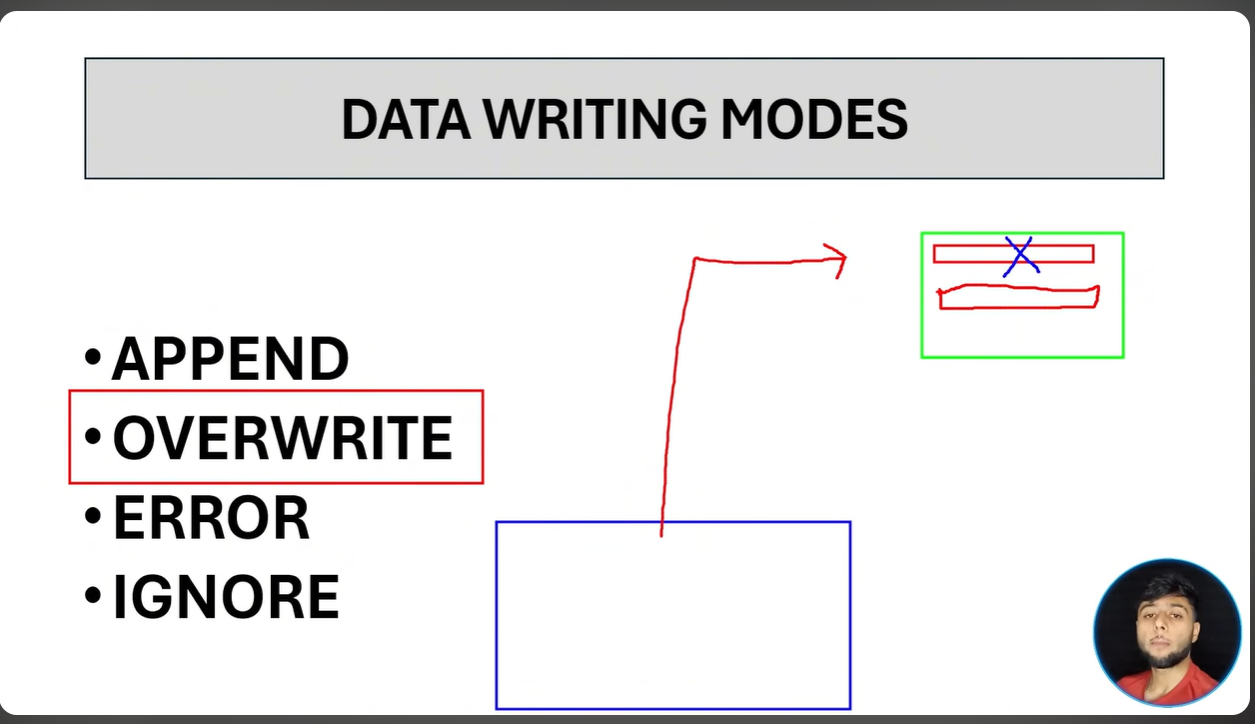 DATA WRITING MODES
• APPEND
• OVERWRITE
• ERROR
• IGNORE